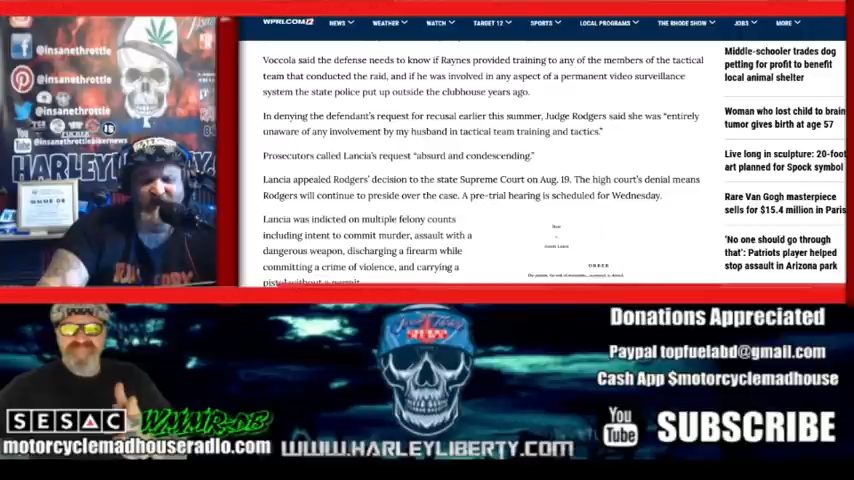 WPRI.COM 12
NEWS
WEATHER
WATCH
TARGET 12
SPORTS
LOCAL PROGRAMS
THE RHODE SHOW
JOBS
MORE
@insanethrottle
@insanethrottle
@insanethrottlebikernews
HARLEY
Voccola said the defense needs to know if Raynes provided training to any of the members of the tactical
team that conducted the raid, and if he was involved in any aspect of a permanent video surveillance
system the state police put up outside the clubhouse years ago.
In denying the defendant's request for recusal earlier this summer, Judge Rodgers said she was "entirely
unaware of any involvement by my husband in tactical team training and tactics."
Prosecutors called Lancia's request "absurd and condescending."
Lancia appealed Rodgers' decision to the state Supreme Court on Aug. 19. The high court's denial means
Rodgers will continue to preside over the case. A pre-trial hearing is scheduled for Wednesday.
Lancia was indicted on multiple felony counts
including intent to commit murder, assault with a
dangerous weapon, discharging a firearm while
committing a crime of violence, and carrying a
pistol without a permit
ORDER
Middle-schooler trades dog
petting for profit to benefit
local animal shelter
Woman who lost child to brain
tumor gives birth at age 57
Live long in sculpture: 20-foot
art planned for Spock symbol
Rare Van Gogh masterpiece
sells for $15.4 million in Paris
'No one should go through
that': Patriots player helped
stop assault in Arizona park
SESAC
WMMR-DB
motorcyclemadhouseradio.com
WWW.HARLEYLIBERTY.COM
Donations Appreciated
Paypal topfuelabd@gmail.com
Cash App $motorcyclemadhouse
You
Tube
SUBSCRIBE